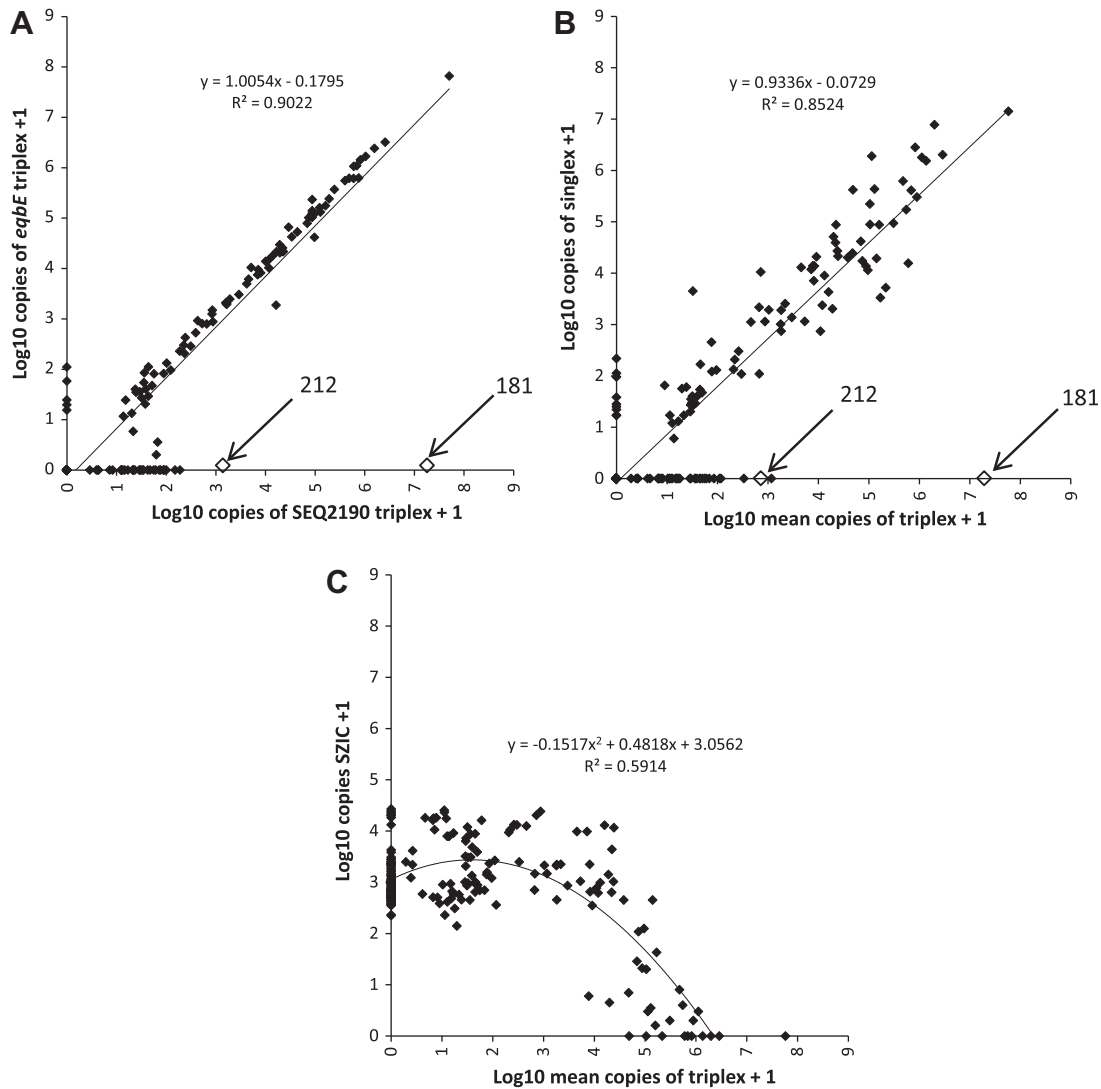 A
9
8
7
6
5
4
3
2
1
0
Log10 copies of eqbE triplex +1
y = 1.0054x - 0.1795
R² = 0.9022
212
181
0 1 2 3 4 5 6 7 8 9
Log10 copies of SEQ2190 triplex + 1
B
9
8
7
6
5
4
3
2
1
0
Log10 copies of singlex +1
y = 0.9336x - 0.0729
R² = 0.8524
212
181
0 1 2 3 4 5 6 7 8 9
Log10 mean copies of triplex + 1
C
9
8
7
6
5
4
3
2
1
0
Log10 copies SZIC +1
y = -0.1517x² + 0.4818x + 3.0562
R² = 0.5914
0 1 2 3 4 5 6 7 8 9
Log10 mean copies of triplex + 1